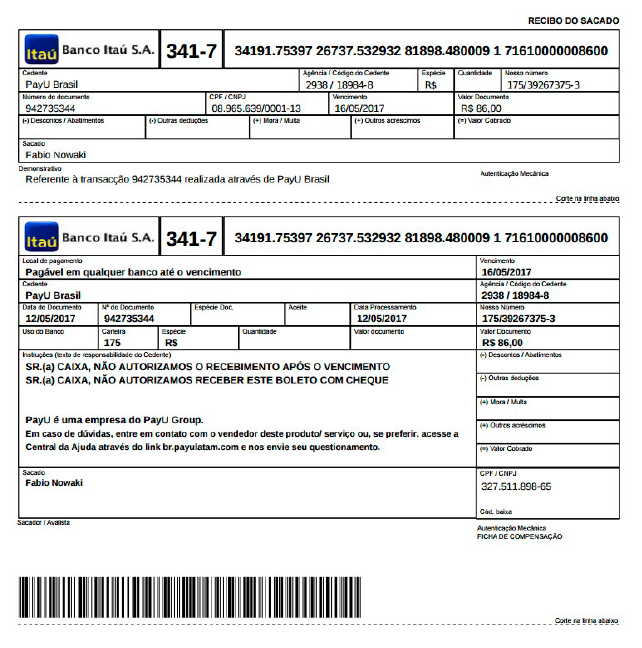 RECIBO DO SACADO
Itaú Banco Itaú S.A. 341-7 34191.75397 26737.532932 81898.480009 1 71610000008600
Cedente Agência / Código do Cedente Espécie Quantidade Nosso número
PayU Brasil 2938 / 18984-8 R$ 175/39267375-3
Número do documento CPF / CNPJ Vencimento Valor Documento
942735344 08.965.639/0001-13 16/05/2017 R$ 86,00
(-) Descontos / Abatimentos (-) Outras deduções (+) Mora / Multa (+) Outros acréscimos (=) Valor Cobrado
Sacado
Fabio Nowaki
Demonstrativo Autenticação Mecânica
Referente à transacção 942735344 realizada através de PayU Brasil
Corte na linha abaixo
Itaú Banco Itaú S.A. 341-7 34191.75397 26737.532932 81898.480009 1 71610000008600
Local de pagamento Vencimento
Pagável em qualquer banco até o vencimento 16/05/2017
Cedente Agência / Código do Cedente
PayU Brasil 2938 / 18984-8
Data do Documento Nº do Documento Espécie Doc. Aceite Data Processamento Nosso Número
12/05/2017 942735344 12/05/2017 175/39267375-3
Uso do Banco Carteira Espécie Quantidade Valor documento Valor Documento
175 R$ R$ 86,00
Instruções (texto de responsabilidade do Cedente) (-) Descontos / Abatimentos
SR.(a) CAIXA, NÃO AUTORIZAMOS O RECEBIMENTO APÓS O VENCIMENTO
SR.(a) CAIXA, NÃO AUTORIZAMOS RECEBER ESTE BOLETO COM CHEQUE
(-) Outras deduções
(+) Mora / Multa
PayU é uma empresa do PayU Group.
(+) Outros acréscimos
Em caso de dúvidas, entre em contato com o vendedor deste produto/ serviço ou, se preferir, acesse a
Central da Ajuda através do link br.payulatam.com e nos envie seu questionamento.
(=) Valor Cobrado
Sacado CPF / CNPJ
Fabio Nowaki 327.511.898-65
Cód. baixa
Sacador / Avalista
Autenticação Mecânica
FICHA DE COMPENSAÇÃO
Corte na linha abaixo